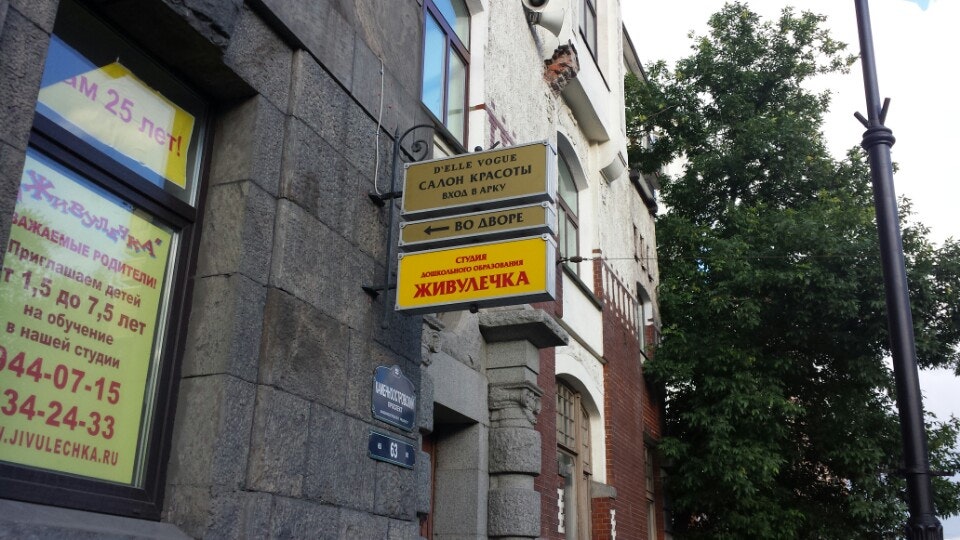 ам 25 лет!
"Живулечка"
ВАЖАЕМЫЕ РОДИТЕЛИ!
Приглашаем детей
т 1,5 до 7,5 лет
на обучение
в нашей студии
944-07-15
34-24-33
W.JIVULECHKA.RU
D'ELLE VOGUE
САЛОН КРАСОТЫ
ВХОД В АРКУ
ВО ДВОРЕ
СТУДИЯ
ДОШКОЛЬНОГО ОБРАЗОВАНИЯ
ЖИВУЛЕЧКА
КАМЕННООСТРОВСКИЙ
ПРОСПЕКТ
63